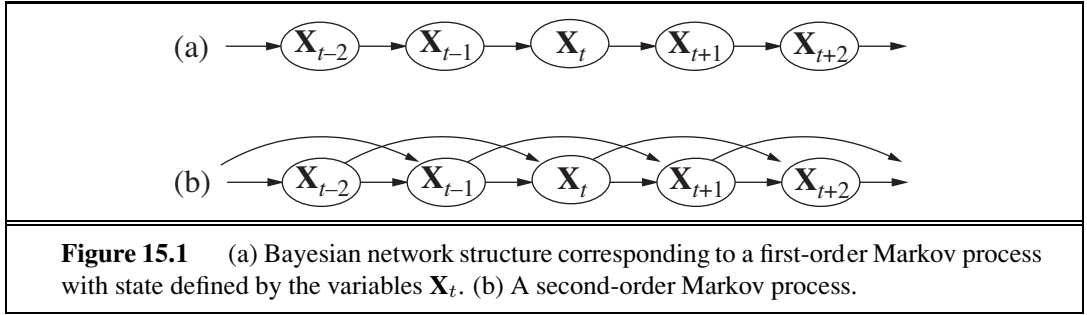 (a) X_{t–2} X_{t–1} X_t X_{t+1} X_{t+2}
(b) X_{t–2} X_{t–1} X_t X_{t+1} X_{t+2}
Figure 15.1 (a) Bayesian network structure corresponding to a first-order Markov process
with state defined by the variables X_t. (b) A second-order Markov process.